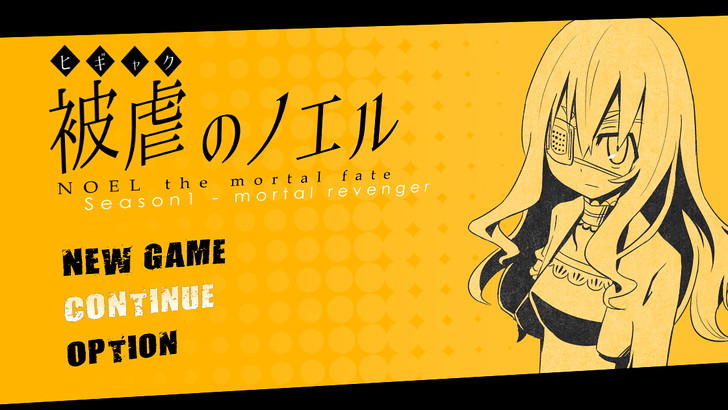 ヒギャク
被虐のノエル
NOEL the mortal fate
Season1 - mortal revenger
NEW GAME
CONTINUE
OPTION